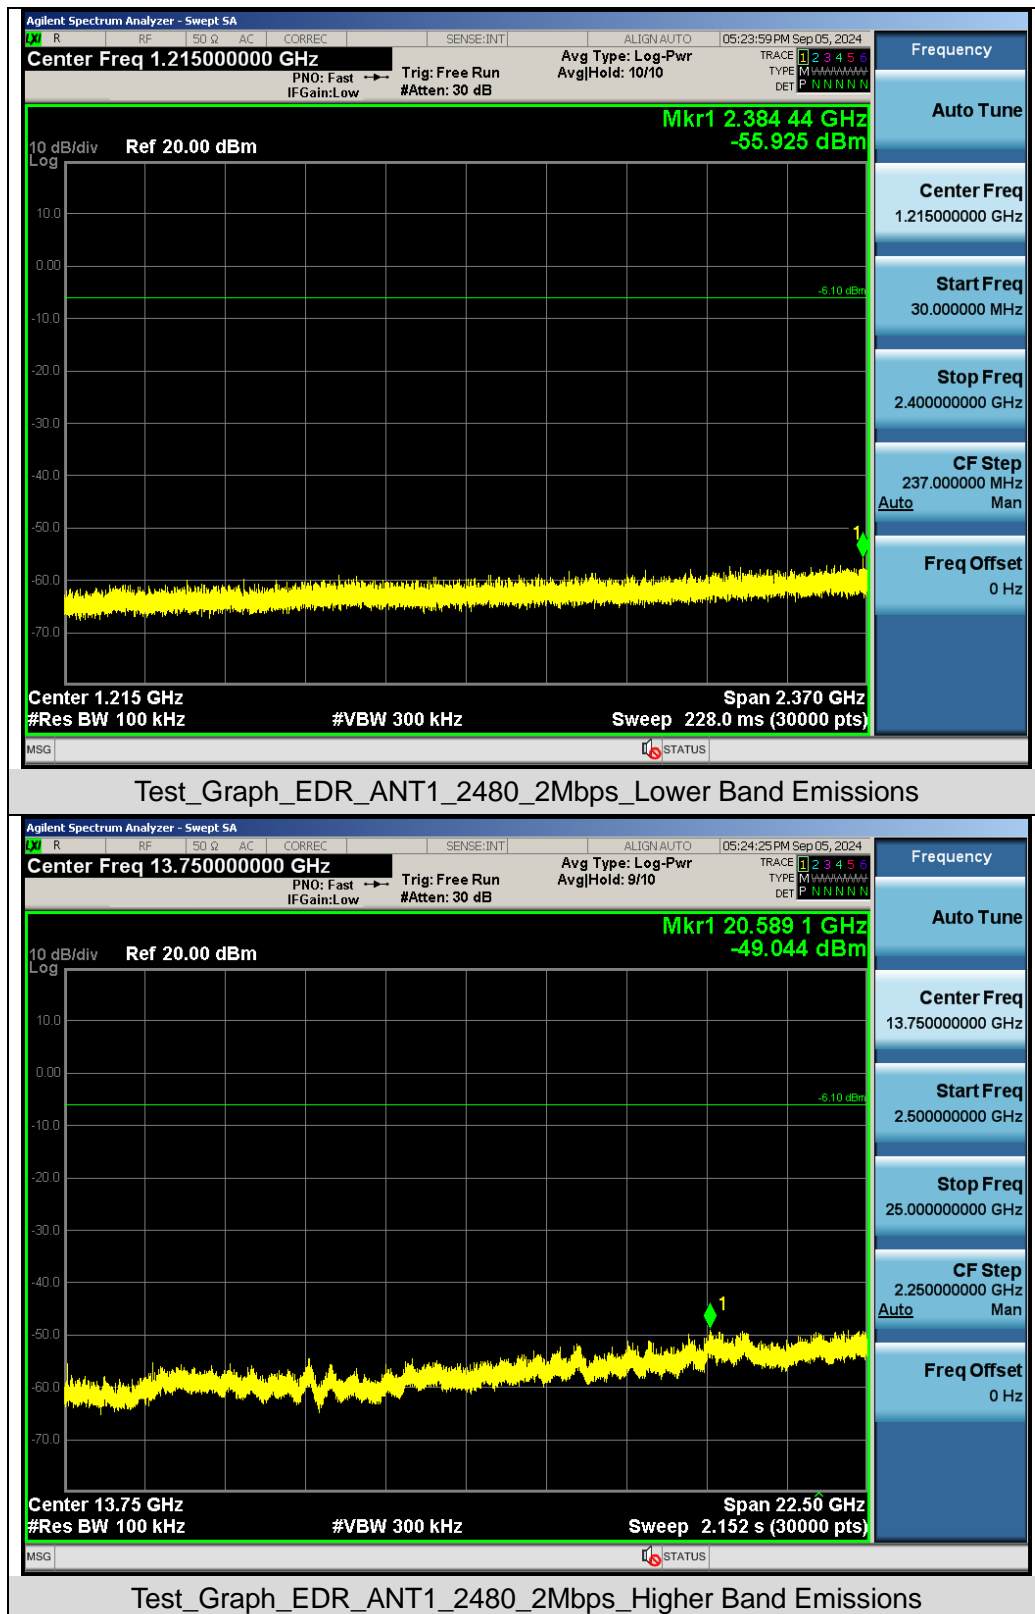 Agilent Spectrum Analyzer - Swept SA
LXI R RF 50 Ω AC CORREC SENSE:INT ALIGN AUTO 05:23:59 PM Sep 05, 2024
Center Freq 1.215000000 GHz
PNO: Fast
IFGain:Low
Trig: Free Run
#Atten: 30 dB
Avg Type: Log-Pwr
Avg|Hold: 10/10
TRACE 1 2 3 4 5 6
TYPE M
DET P N N N N N
Frequency
Auto Tune
Center Freq
1.215000000 GHz
Start Freq
30.000000 MHz
Stop Freq
2.400000000 GHz
CF Step
237.000000 MHz
Auto Man
Freq Offset
0 Hz
Mkr1 2.384 44 GHz
-55.925 dBm
10 dB/div Ref 20.00 dBm
Log
10.0
0.00
-6.10 dBm
-10.0
-20.0
-30.0
-40.0
-50.0
1
-60.0
-70.0
Center 1.215 GHz Span 2.370 GHz
#Res BW 100 kHz #VBW 300 kHz Sweep 228.0 ms (30000 pts)
MSG STATUS
Test_Graph_EDR_ANT1_2480_2Mbps_Lower Band Emissions
Agilent Spectrum Analyzer - Swept SA
LXI R RF 50 Ω AC CORREC SENSE:INT ALIGN AUTO 05:24:25 PM Sep 05, 2024
Center Freq 13.750000000 GHz
PNO: Fast
IFGain:Low
Trig: Free Run
#Atten: 30 dB
Avg Type: Log-Pwr
Avg|Hold: 9/10
TRACE 1 2 3 4 5 6
TYPE M
DET P N N N N N
Frequency
Auto Tune
Center Freq
13.750000000 GHz
Start Freq
2.500000000 GHz
Stop Freq
25.000000000 GHz
CF Step
2.250000000 GHz
Auto Man
Freq Offset
0 Hz
Mkr1 20.589 1 GHz
-49.044 dBm
10 dB/div Ref 20.00 dBm
Log
10.0
0.00
-6.10 dBm
-10.0
-20.0
-30.0
-40.0
1
-50.0
-60.0
-70.0
Center 13.75 GHz Span 22.50 GHz
#Res BW 100 kHz #VBW 300 kHz Sweep 2.152 s (30000 pts)
MSG STATUS
Test_Graph_EDR_ANT1_2480_2Mbps_Higher Band Emissions